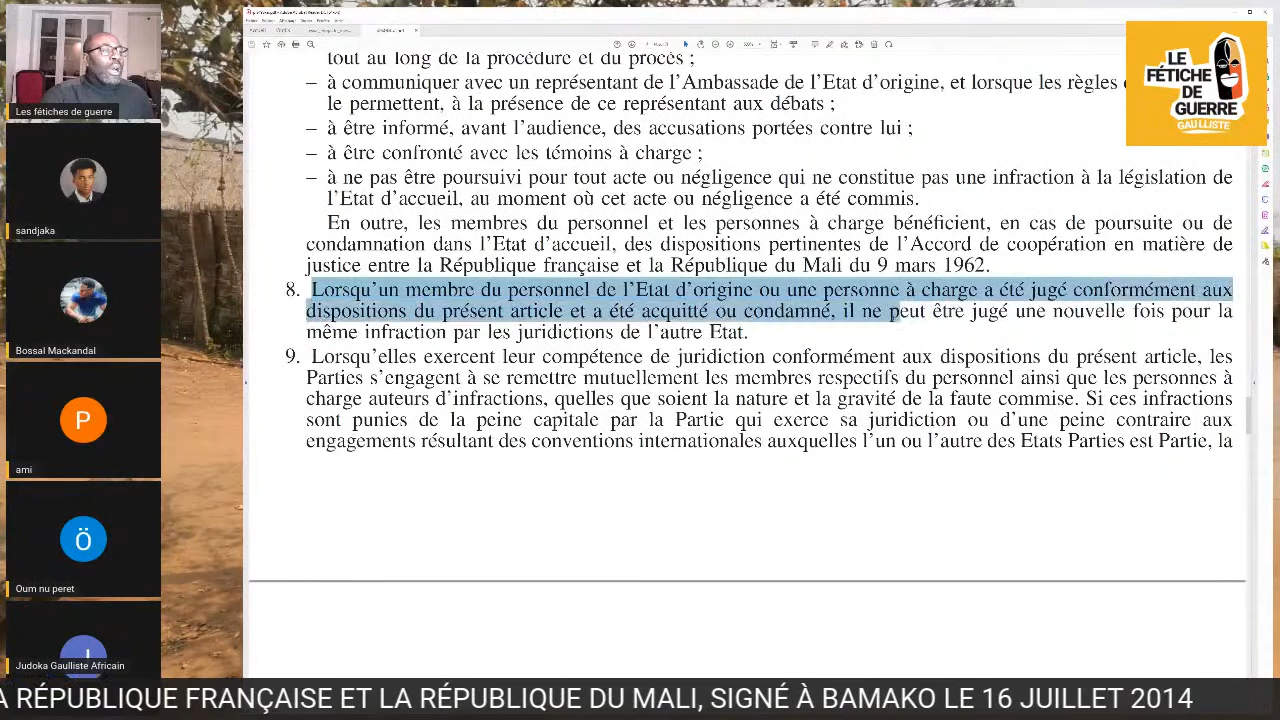 LE
FÉTICHE
DE
GUERRE
GAULLISTE
tout au long de la procédure et du procès ;
– à communiquer avec un représentant de l’Ambassade de l’Etat d’origine, et lorsque les règles
le permettent, à la présence de ce représentant aux débats ;
– à être informé, avant l’audience, des accusations portées contre lui ;
– à être confronté avec les témoins à charge ;
– à ne pas être poursuivi pour tout acte ou négligence qui ne constitue pas une infraction à la législation de
l’Etat d’accueil, au moment où cet acte ou négligence a été commis.
En outre, les membres du personnel et les personnes à charge bénéficient, en cas de poursuite ou de
condamnation dans l’Etat d’accueil, des dispositions pertinentes de l’Accord de coopération en matière de
justice entre la République française et la République du Mali du 9 mars 1962.
8. Lorsqu’un membre du personnel de l’Etat d’origine ou une personne à charge a été jugé conformément aux
dispositions du présent article et a été acquitté ou condamné, il ne peut être jugé une nouvelle fois pour la
même infraction par les juridictions de l’autre Etat.
9. Lorsqu’elles exercent leur compétence de juridiction conformément aux dispositions du présent article, les
Parties s’engagent à se remettre mutuellement les membres respectifs du personnel ainsi que les personnes à
charge auteurs d’infractions, quelles que soient la nature et la gravité de la faute commise. Si ces infractions
sont punies de la peine capitale par la Partie qui exerce sa juridiction ou d’une peine contraire aux
engagements résultant des conventions internationales auxquelles l’un ou l’autre des Etats Parties est Partie, la
Les fétiches de guerre
sandjaka
Bossal Mackandal
P
ami
Ö
Oum nu peret
Judoka Gaulliste Africain
A RÉPUBLIQUE FRANÇAISE ET LA RÉPUBLIQUE DU MALI, SIGNÉ À BAMAKO LE 16 JUILLET 2014